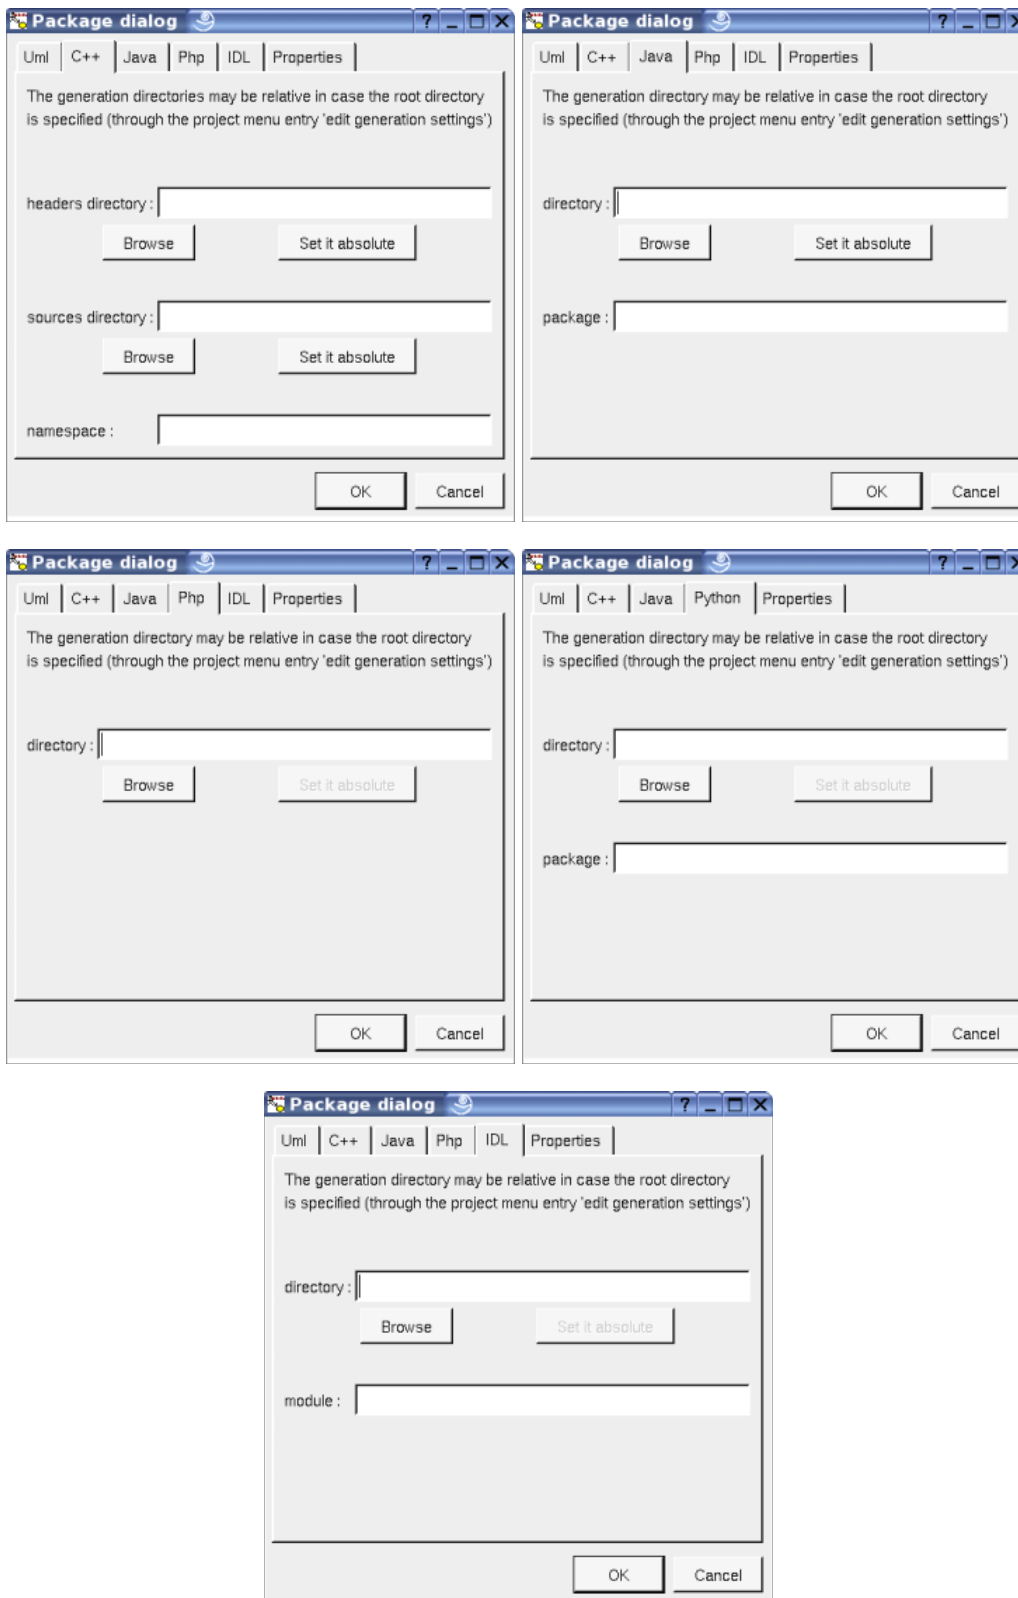 Package dialog
?
Uml C++ Java Php IDL Properties
The generation directories may be relative in case the root directory
is specified (through the project menu entry 'edit generation settings')
headers directory :
Browse Set it absolute
sources directory :
Browse Set it absolute
namespace :
OK Cancel
Package dialog
?
Uml C++ Java Php IDL Properties
The generation directory may be relative in case the root directory
is specified (through the project menu entry 'edit generation settings')
directory :
Browse Set it absolute
package :
OK Cancel
Package dialog
?
Uml C++ Java Php IDL Properties
The generation directory may be relative in case the root directory
is specified (through the project menu entry 'edit generation settings')
directory :
Browse Set it absolute
OK Cancel
Package dialog
?
Uml C++ Java Python Properties
The generation directory may be relative in case the root directory
is specified (through the project menu entry 'edit generation settings')
directory :
Browse Set it absolute
package :
OK Cancel
Package dialog
?
Uml C++ Java Php IDL Properties
The generation directory may be relative in case the root directory
is specified (through the project menu entry 'edit generation settings')
directory :
Browse Set it absolute
module :
OK Cancel